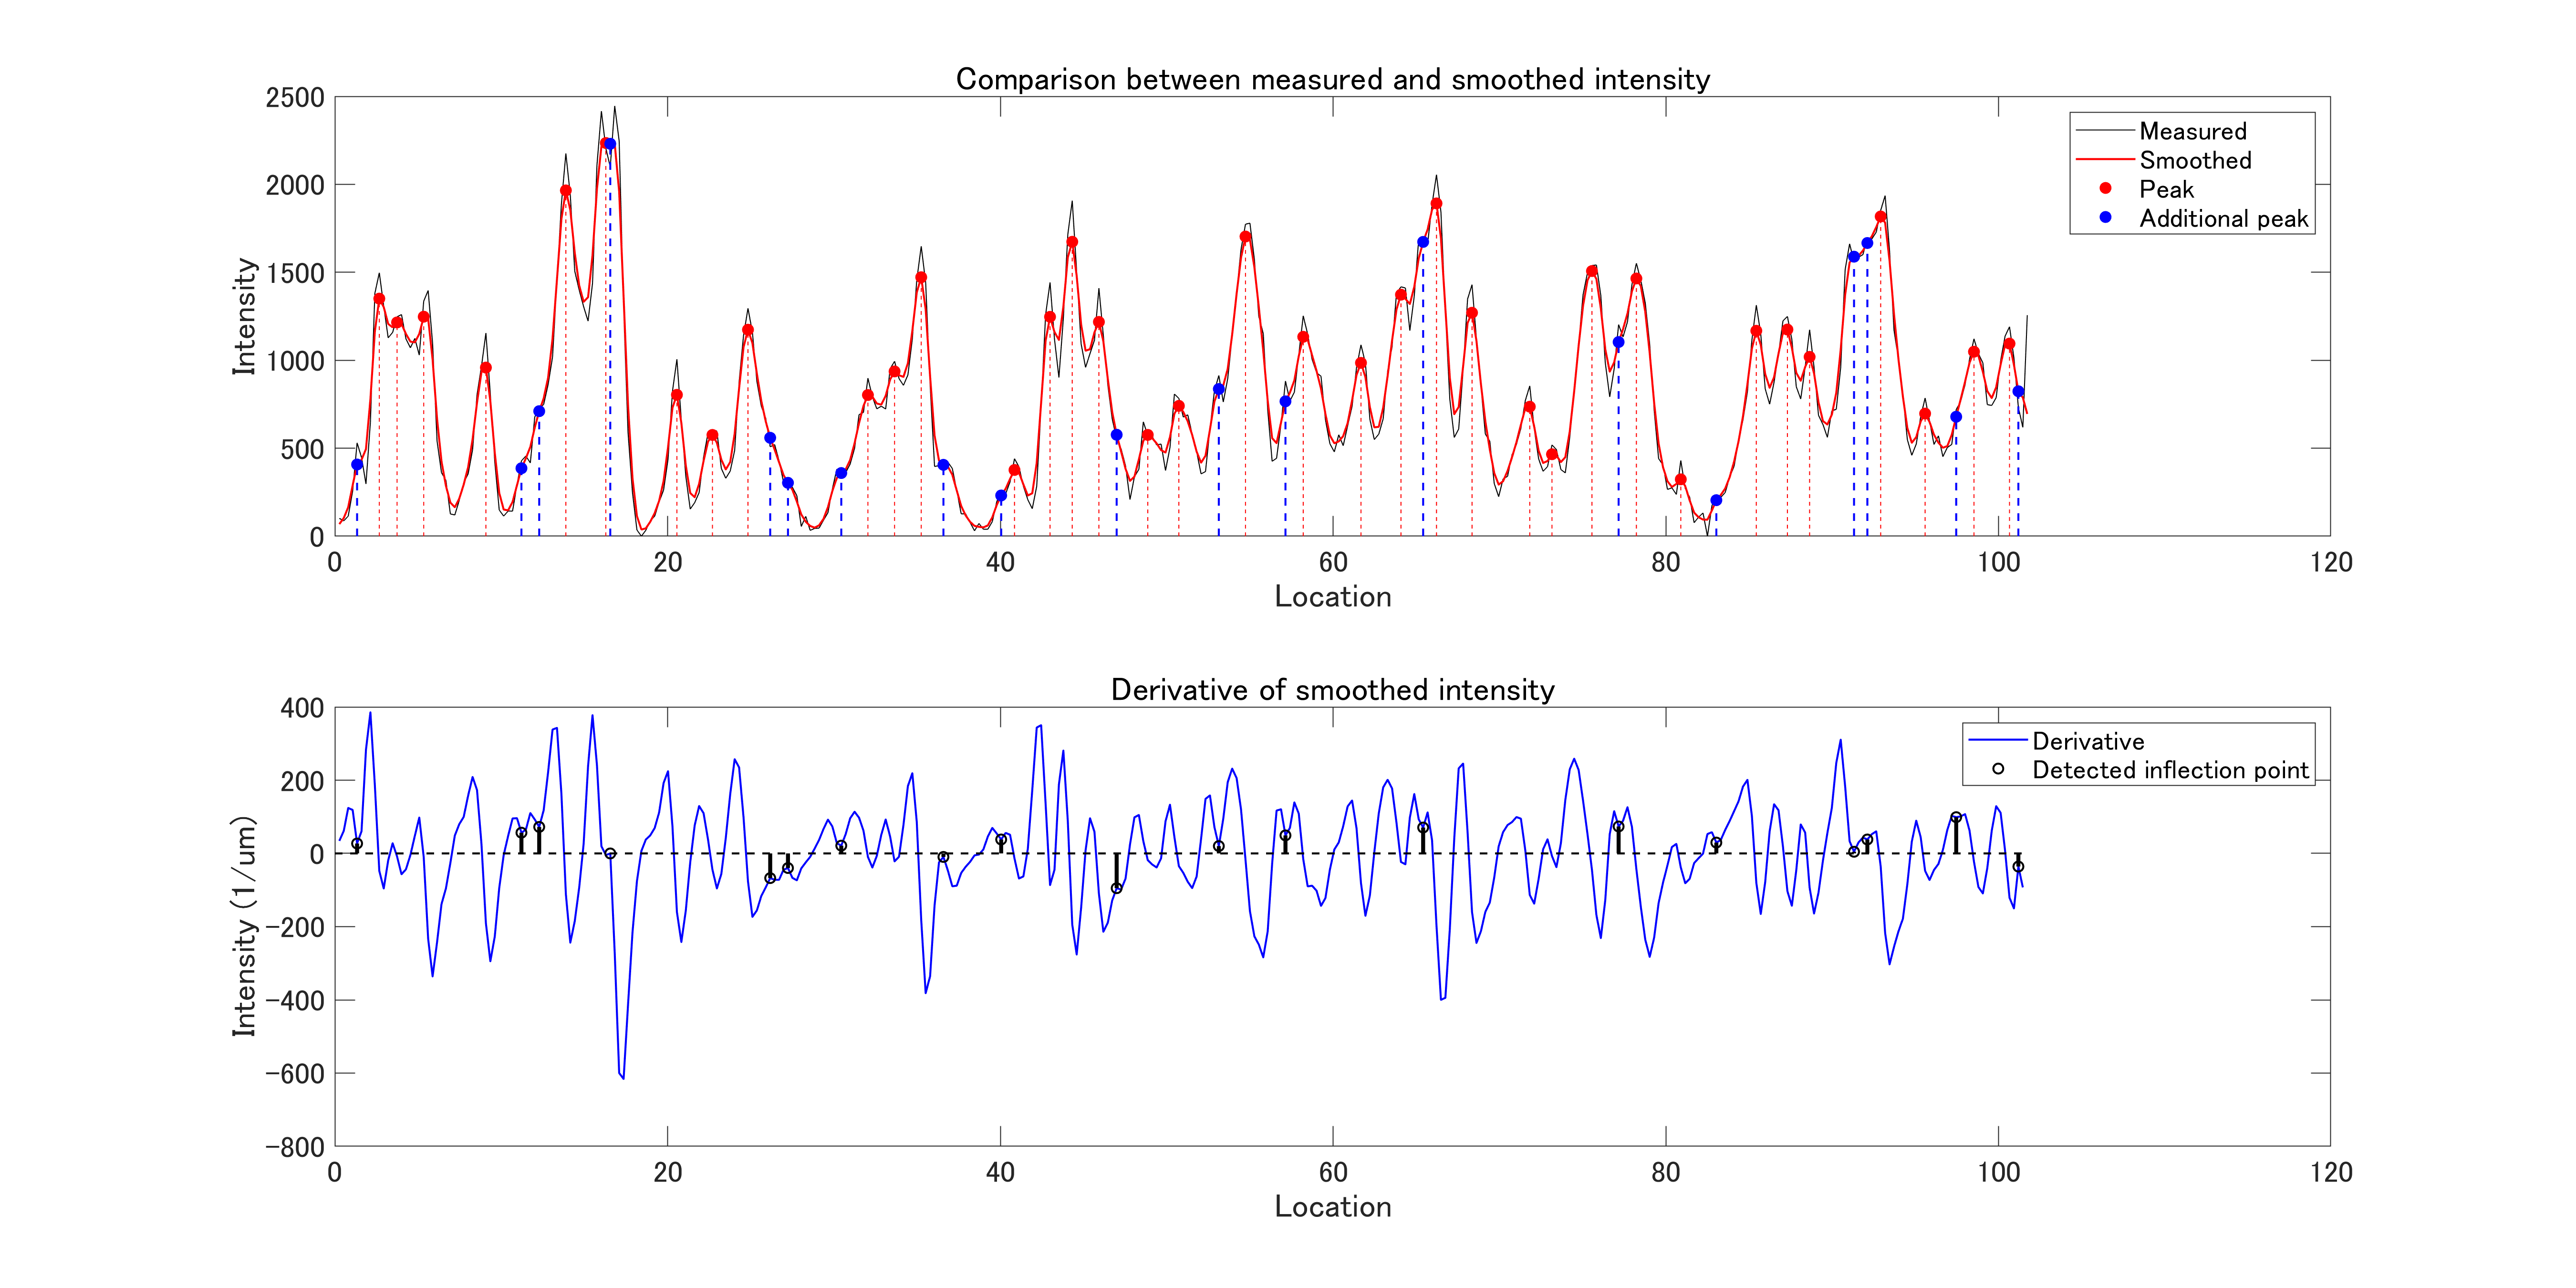 Comparison between measured and smoothed intensity
2500
2000
1500
1000
500
0
Intensity
Measured
Smoothed
Peak
Additional peak
0 20 40 60 80 100 120
Location
Derivative of smoothed intensity
400
200
0
-200
-400
-600
-800
Intensity (1/um)
Derivative
Detected inflection point
0 20 40 60 80 100 120
Location